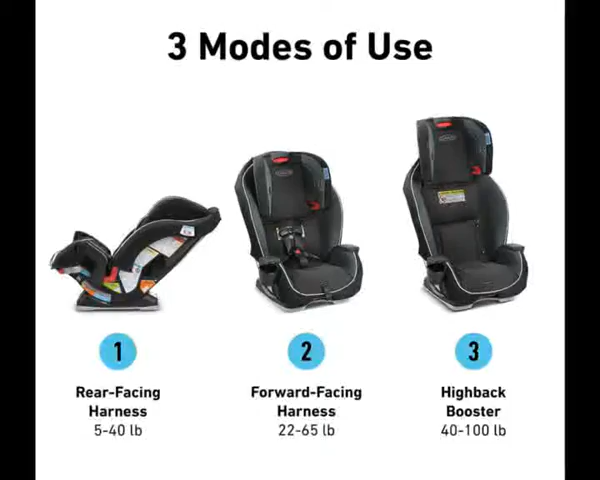 3 Modes of Use
1
2
3
Rear-Facing
Harness
5-40 lb
Forward-Facing
Harness
22-65 lb
Highback
Booster
40-100 lb